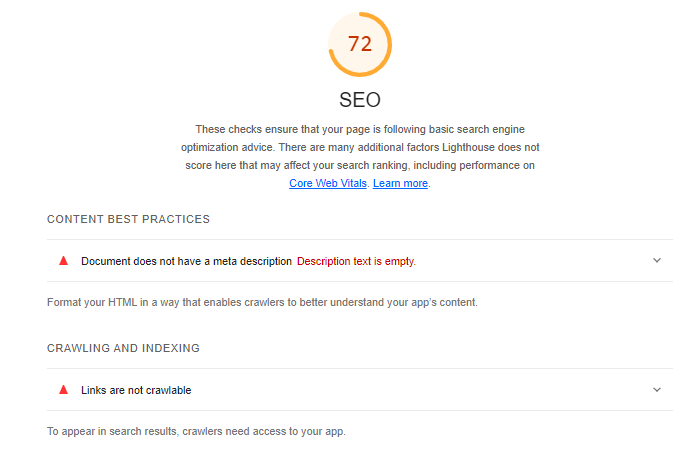 72
SEO
These checks ensure that your page is following basic search engine
optimization advice. There are many additional factors Lighthouse does not
score here that may affect your search ranking, including performance on
Core Web Vitals. Learn more.
CONTENT BEST PRACTICES
Document does not have a meta description Description text is empty.
Format your HTML in a way that enables crawlers to better understand your app's content.
CRAWLING AND INDEXING
Links are not crawlable
To appear in search results, crawlers need access to your app.